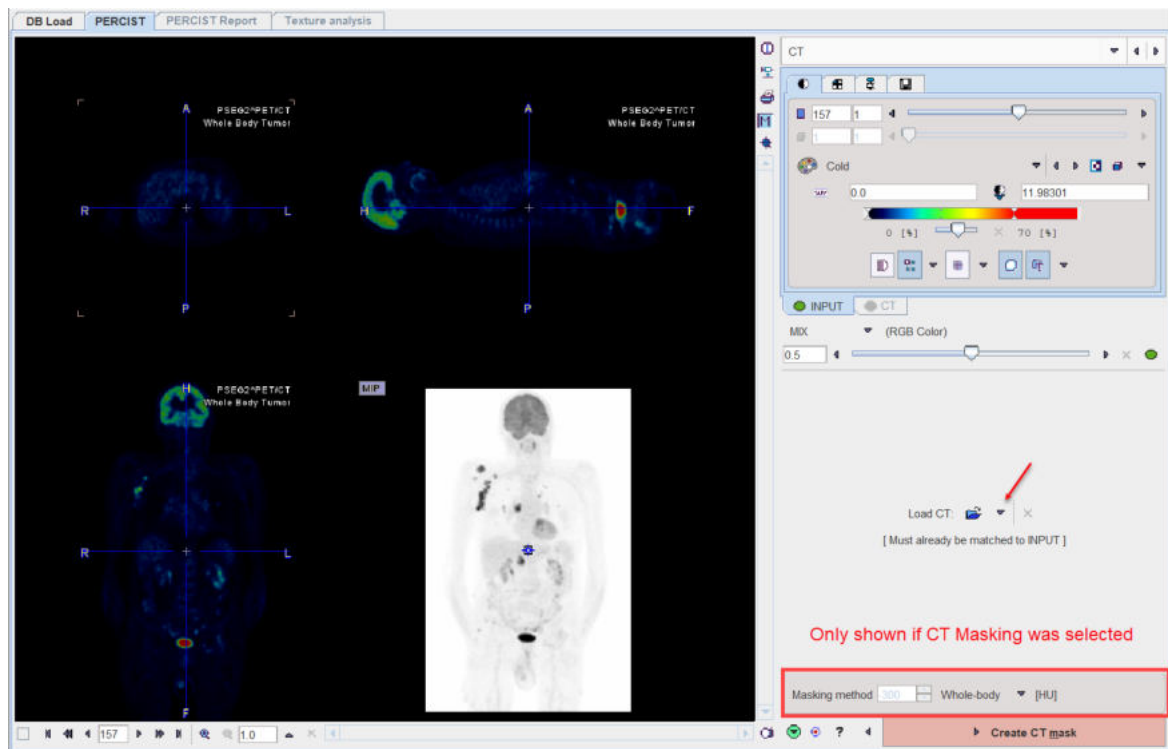 DB Load PERCIST PERCIST Report Texture analysis
CT
A PSEG2^PET/CT
Whole Body Tumor
R L
P
A PSEG2^PET/CT
Whole Body Tumor
H F
P
157 1
1 1
Cold
0.0 11.98301
0 [%] 70 [%]
INPUT CT
MIX (RGB Color)
0.5
H PSEG2^PET/CT
Whole Body Tumor
R L
F
MIP
Load CT:
[ Must already be matched to INPUT ]
Only shown if CT Masking was selected
Masking method 300 Whole-body [HU]
157 1.0 ? Create CT mask